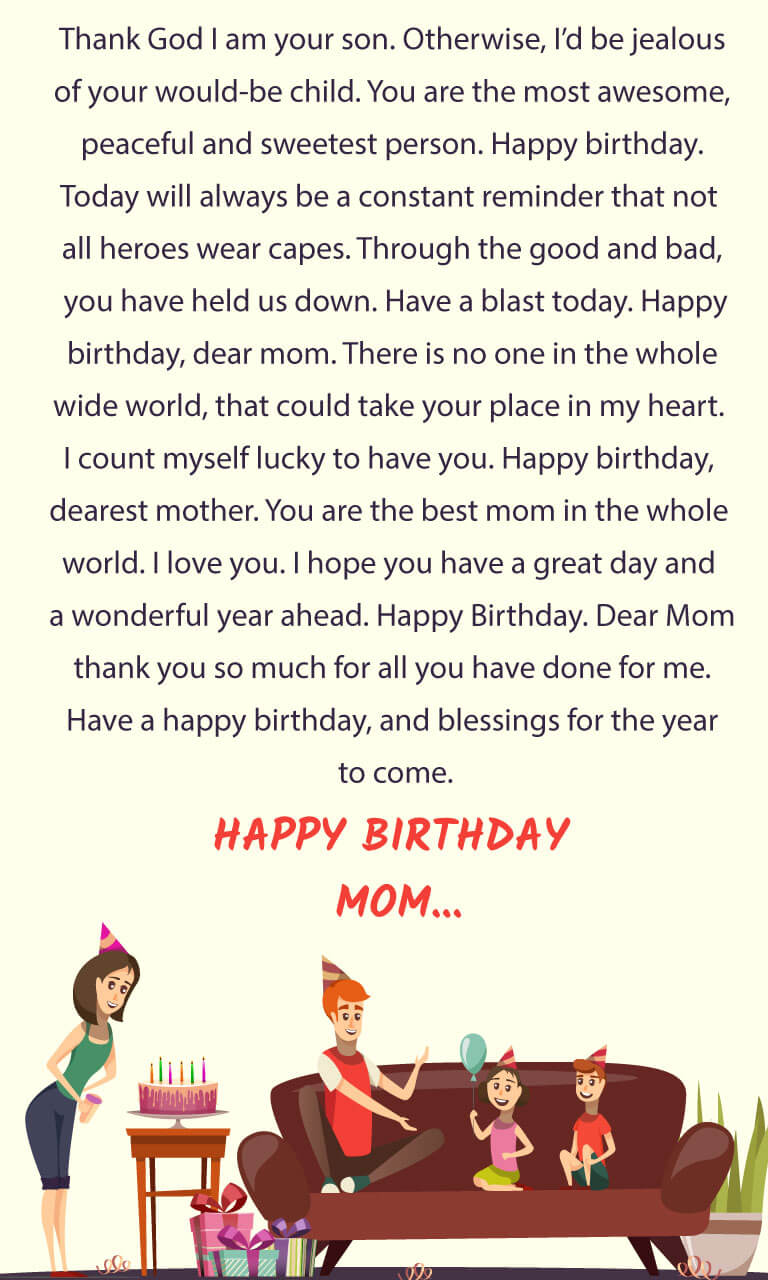 Thank God I am your son. Otherwise, I’d be jealous
of your would-be child. You are the most awesome,
peaceful and sweetest person. Happy birthday.
Today will always be a constant reminder that not
all heroes wear capes. Through the good and bad,
you have held us down. Have a blast today. Happy
birthday, dear mom. There is no one in the whole
wide world, that could take your place in my heart.
I count myself lucky to have you. Happy birthday,
dearest mother. You are the best mom in the whole
world. I love you. I hope you have a great day and
a wonderful year ahead. Happy Birthday. Dear Mom
thank you so much for all you have done for me.
Have a happy birthday, and blessings for the year
to come.
HAPPY BIRTHDAY
MOM...